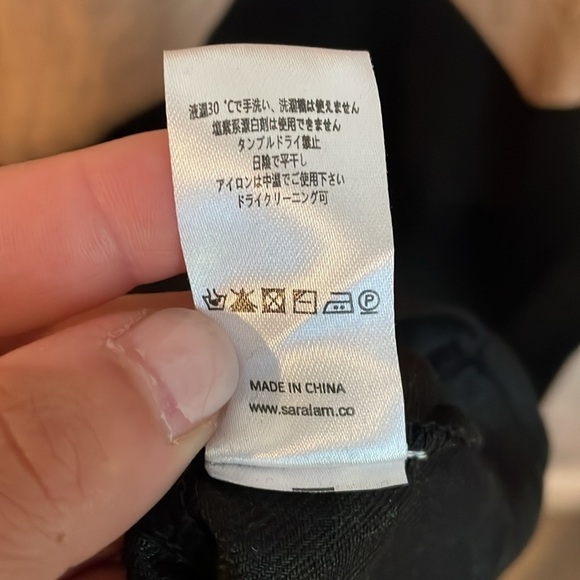 液温30 ℃で手洗い、洗濯機は使えません
塩素系漂白剤は使用できません
タンブルドライ禁止
日陰で平干し
アイロンは中温でご使用下さい
ドライクリーニング可
P
MADE IN CHINA
www.saralam.co